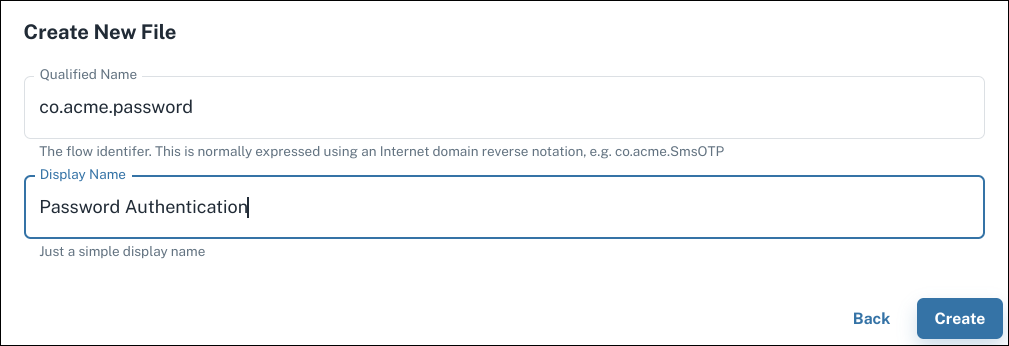 Create New File
Qualified Name
co.acme.password
The flow identifer. This is normally expressed using an Internet domain reverse notation, e.g. co.acme.SmsOTP
Display Name
Password Authentication
Just a simple display name
Back Create